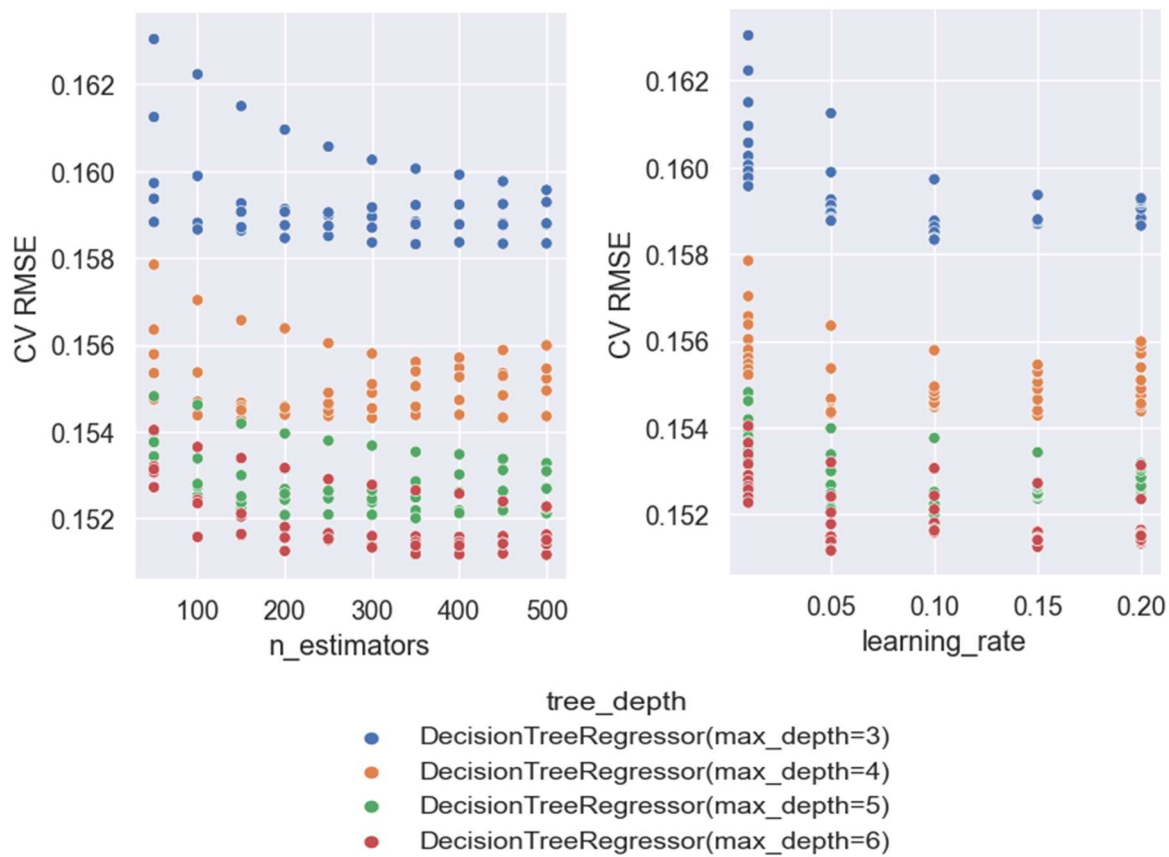 CV RMSE
0.162
0.160
0.158
0.156
0.154
0.152
100 200 300 400 500
n_estimators
CV RMSE
0.162
0.160
0.158
0.156
0.154
0.152
0.05 0.10 0.15 0.20
learning_rate
tree_depth
DecisionTreeRegressor(max_depth=3)
DecisionTreeRegressor(max_depth=4)
DecisionTreeRegressor(max_depth=5)
DecisionTreeRegressor(max_depth=6)